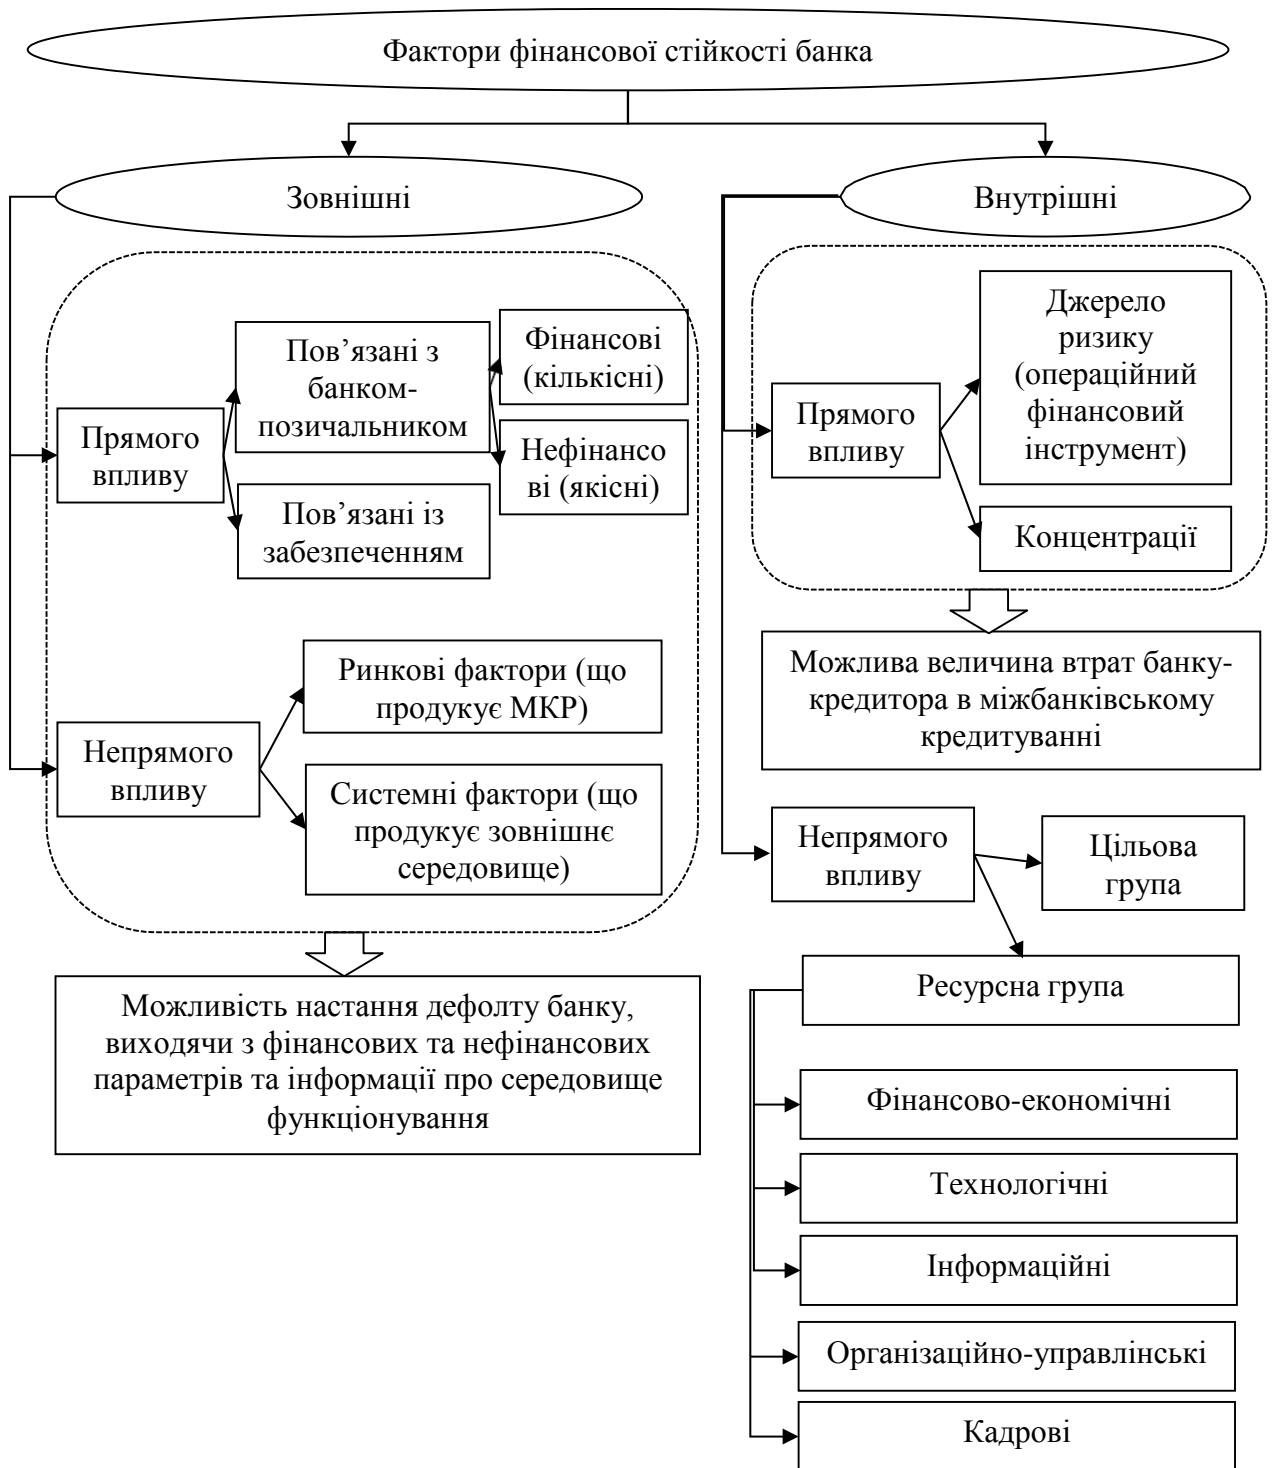 Фактори фінансової стійкості банка
Зовнішні
Внутрішні
Прямого
впливу
Пов’язані з
банком-
позичальником
Фінансові
(кількісні)
Нефінансо
ві (якісні)
Пов’язані із
забезпеченням
Непрямого
впливу
Ринкові фактори (що
продукує МКР)
Системні фактори (що
продукує зовнішнє
середовище)
Можливість настання дефолту банку,
виходячи з фінансових та нефінансових
параметрів та інформації про середовище
функціонування
Прямого
впливу
Джерело
ризику
(операційний
фінансовий
інструмент)
Концентрації
Можлива величина втрат банку-
кредитора в міжбанківському
кредитуванні
Непрямого
впливу
Цільова
група
Ресурсна група
Фінансово-економічні
Технологічні
Інформаційні
Організаційно-управлінські
Кадрові